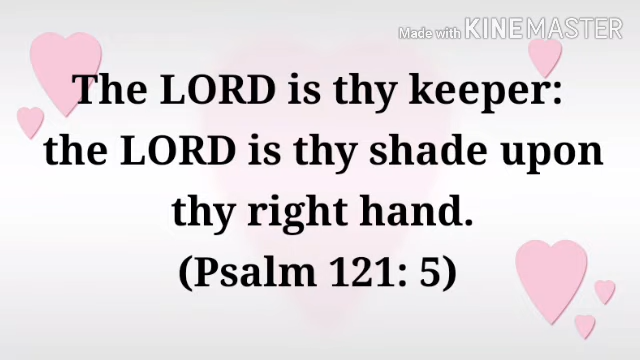 Made with KINEMASTER
The LORD is thy keeper:
the LORD is thy shade upon
thy right hand.
(Psalm 121: 5)